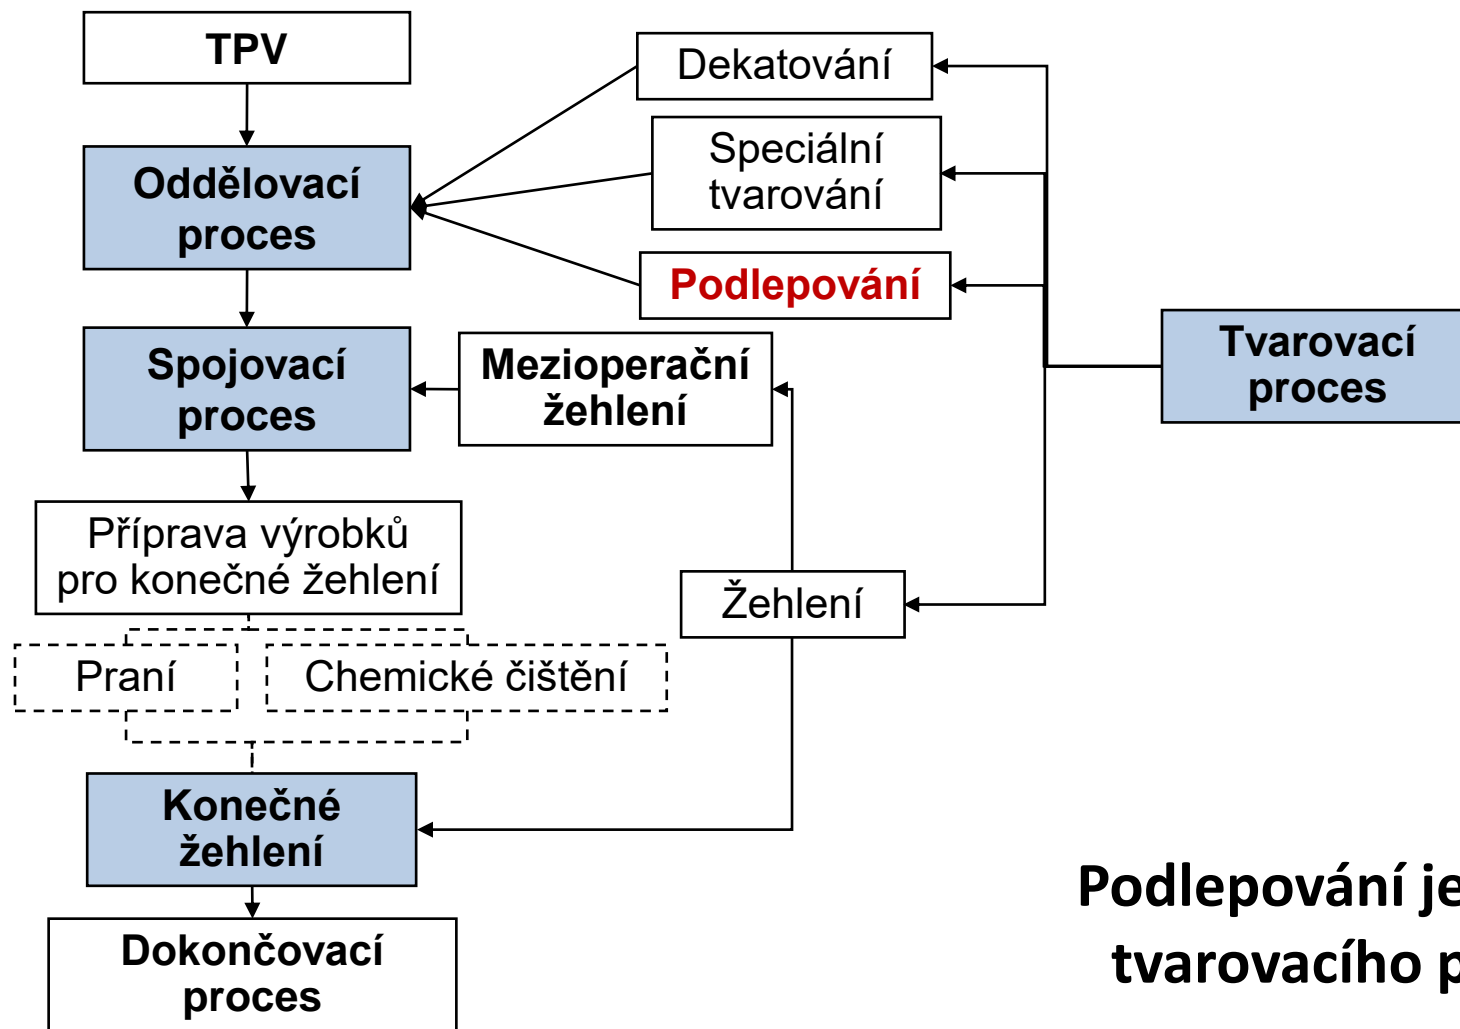 TPV
Dekatování
Oddělovací
proces
Speciální
tvarování
Podlepování
Spojovací
proces
Mezioperační
žehlení
Tvarovací
proces
Příprava výrobků
pro konečné žehlení
Žehlení
Praní
Chemické čištění
Konečné
žehlení
Podlepování je
tvarovacího p
Dokončovací
proces